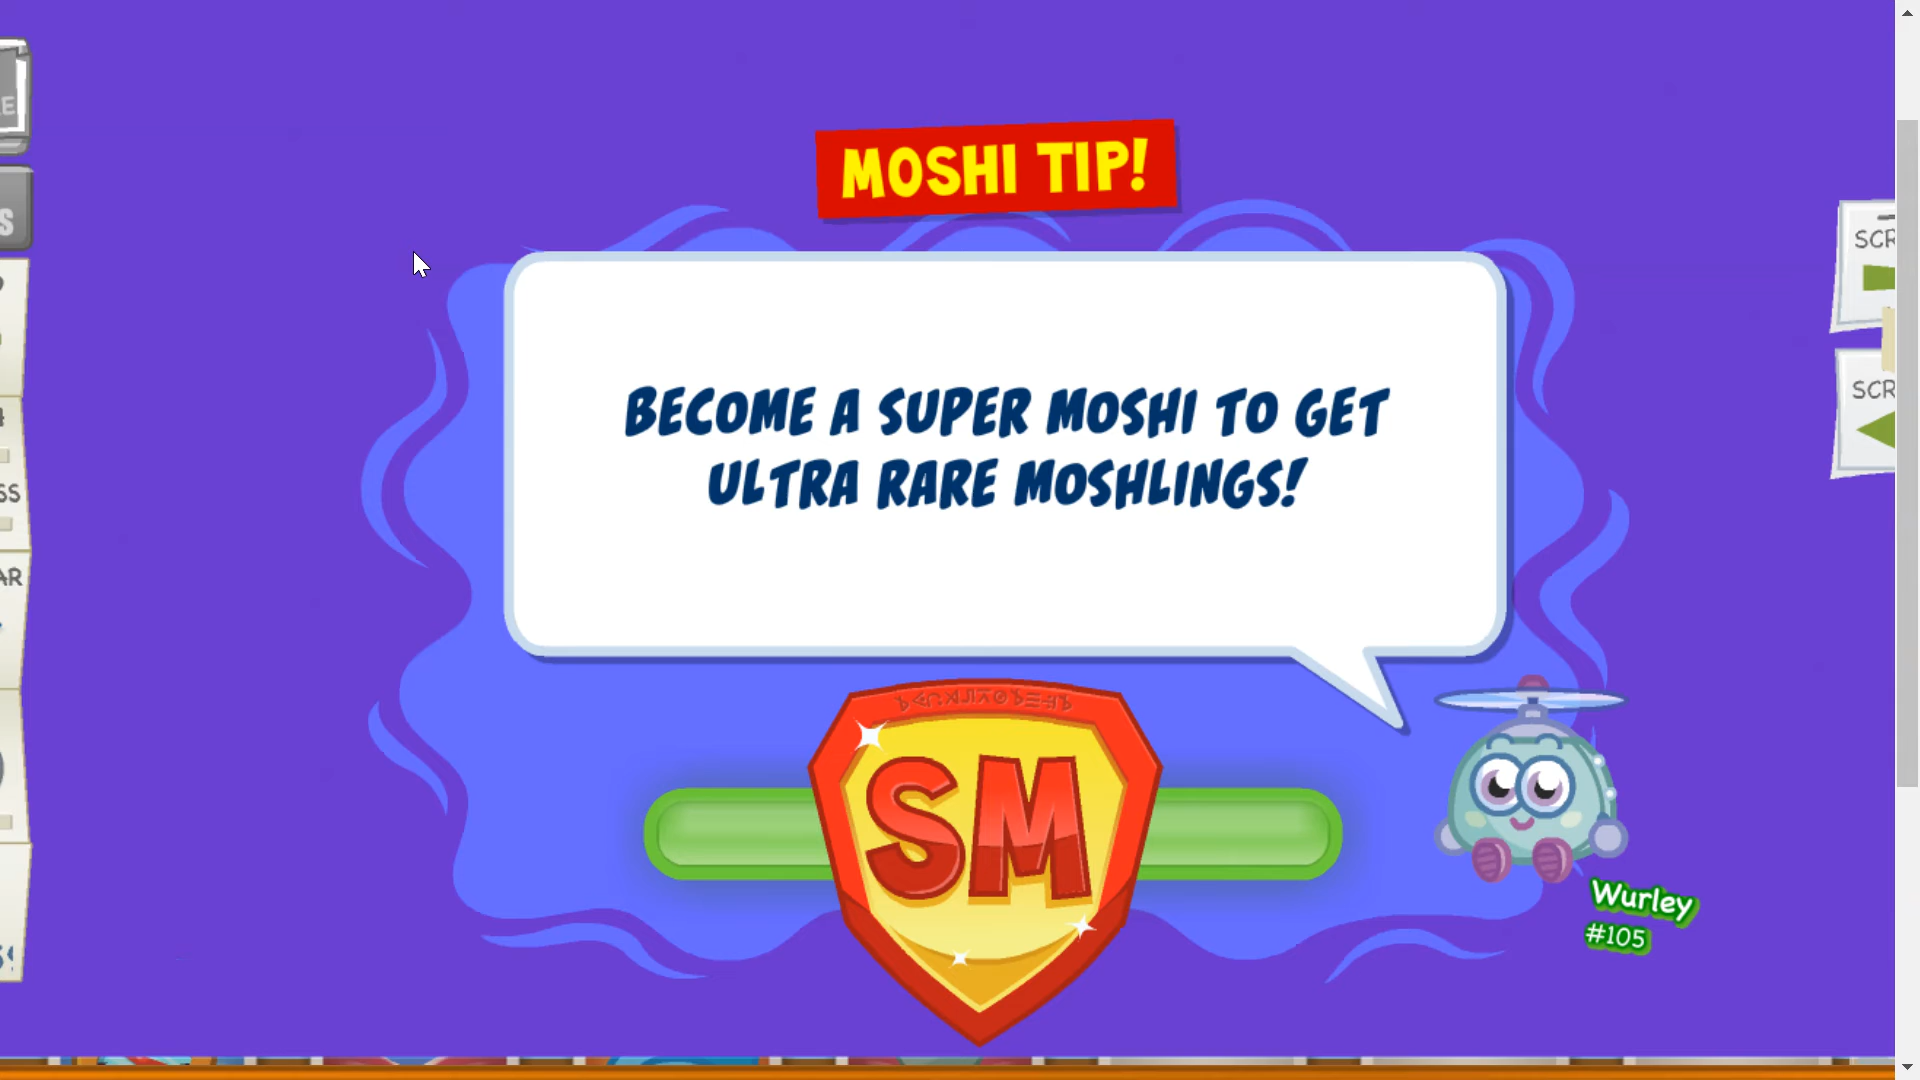 MOSHI TIP!
BECOME A SUPER MOSHI TO GET
ULTRA RARE MOSHLINGS!
SM
Wurley
#105